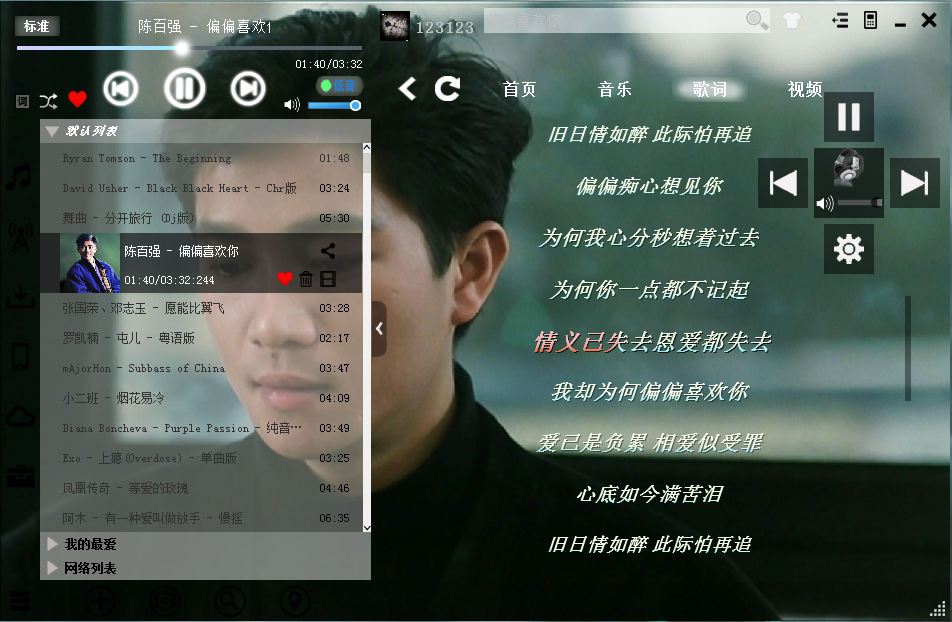 标准
陈百强 - 偏偏喜欢你
123123
01:40/03:32
词
首页 音乐 歌词 视频
默认列表
Kyran Tomson - The Beginning 01:48
David Usher - Black Black Heart - Chr版 03:24
舞曲 - 分开旅行 (Dj版) 05:30
陈百强 - 偏偏喜欢你
01:40/03:32:244
张国荣、邓志玉 - 愿能比翼飞 03:28
罗凯楠 - 屯儿 - 粤语版 02:17
mAjorHon - Subbass of China 03:47
小二班 - 烟花易冷 04:09
Diana Boncheva - Purple Passion - 纯音… 03:49
Exo - 上瘾(Overdose) - 单曲版 03:25
凤凰传奇 - 等爱的玫瑰 04:46
阿木 - 有一种爱叫做放手 - 慢摇 06:35
我的最爱
网络列表
旧日情如醉 此际怕再追
偏偏痴心想见你
为何我心分秒想着过去
为何你一点都不记起
情义已失去恩爱都失去
我却为何偏偏喜欢你
爱已是负累 相爱似受罪
心底如今满苦泪
旧日情如醉 此际怕再追